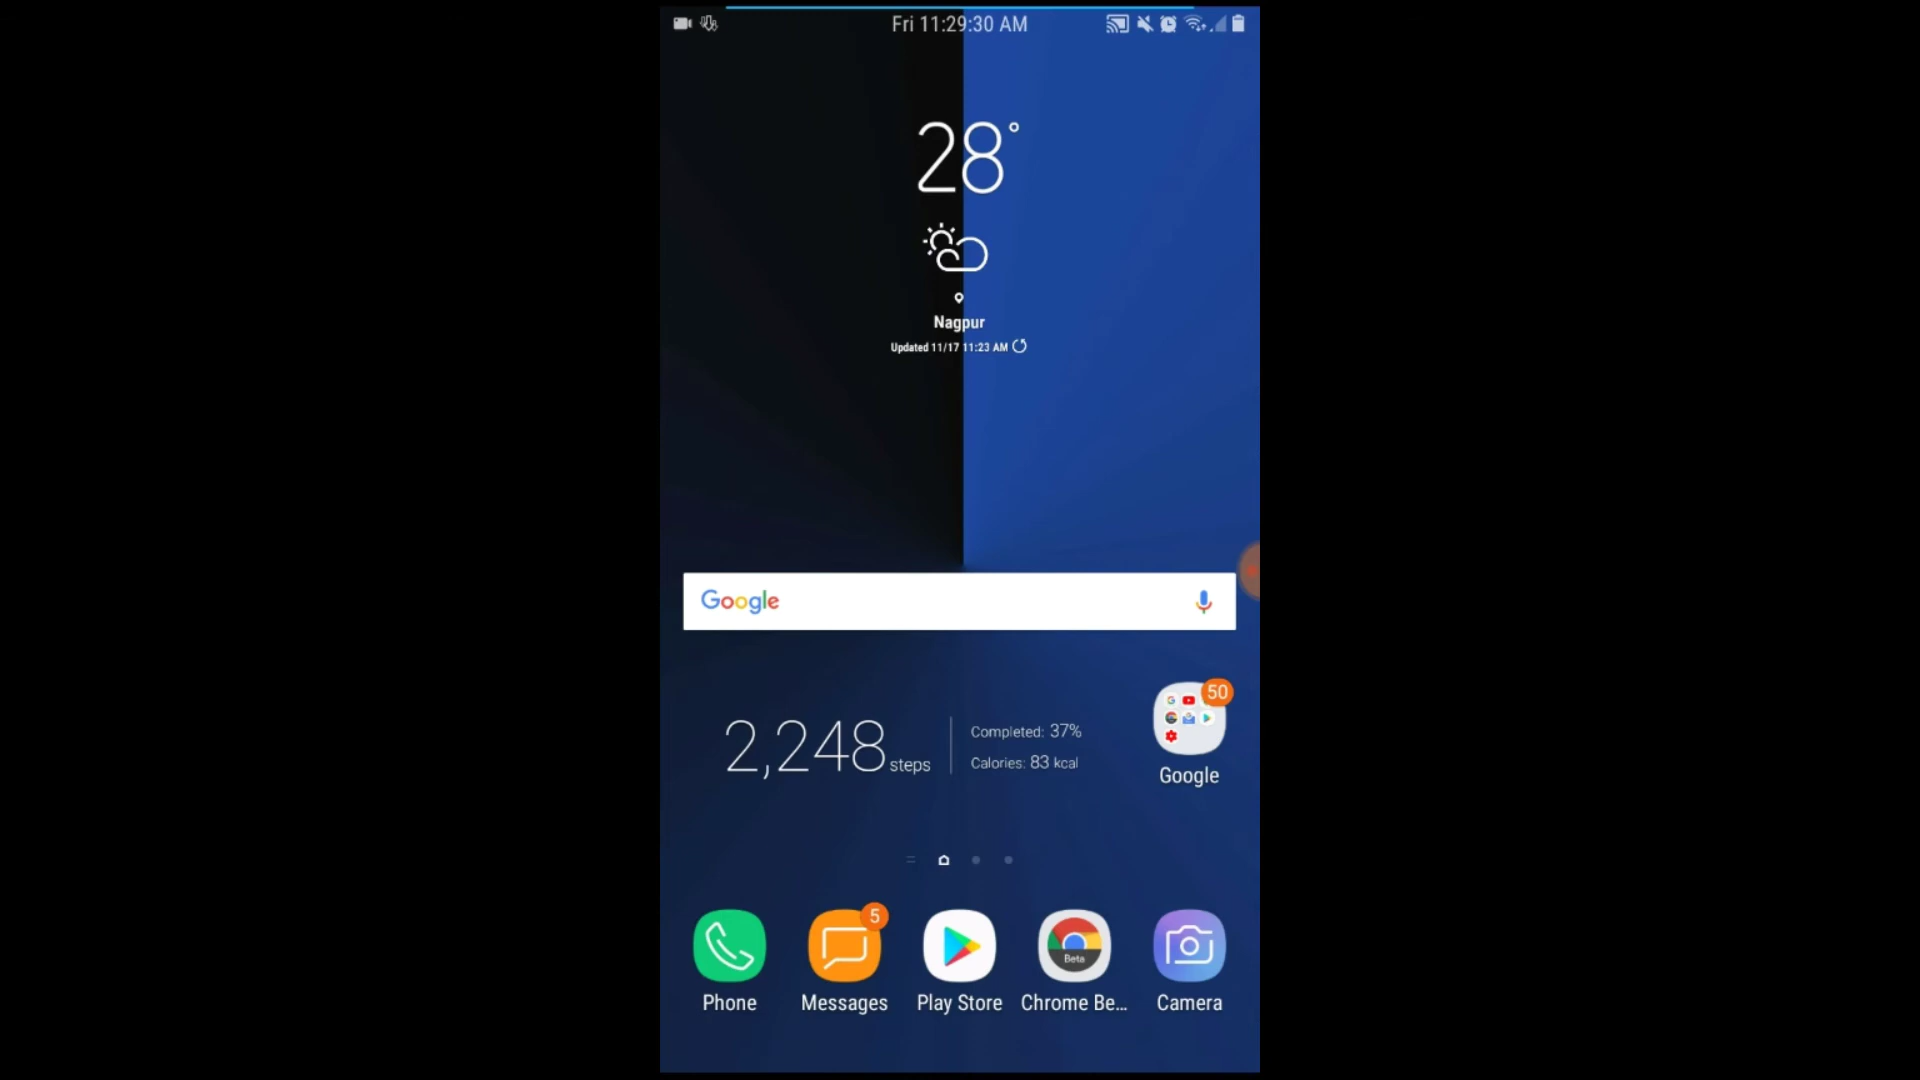 Fri 11:29:30 AM
28°
Nagpur
Updated 11/17 11:23 AM
Google
2,248 steps
Completed: 37%
Calories: 83 kcal
50
Google
5
Beta
Phone
Messages
Play Store
Chrome Be...
Camera